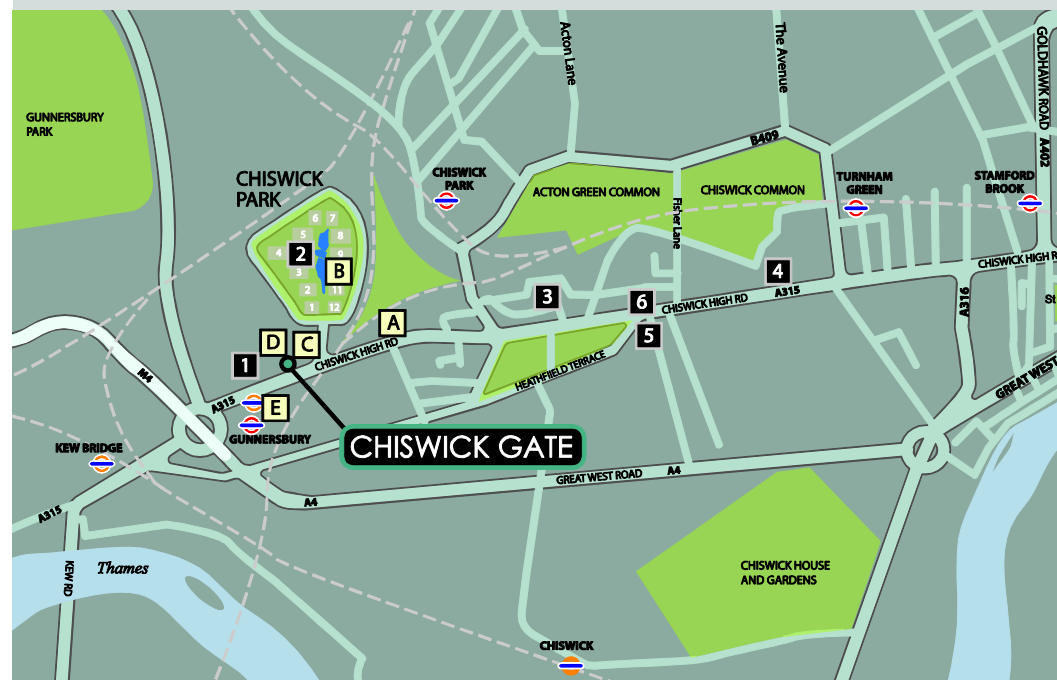 Acton Lane
The Avenue
GOLDHAWK ROAD
A402
GUNNERSBURY
PARK
B409
CHISWICK
PARK
CHISWICK
PARK
ACTON GREEN COMMON
CHISWICK COMMON
TURNHAM
GREEN
STAMFORD
BROOK
Fisher Lane
6
7
5
8
4
2
9
3
B
2
11
1
12
CHISWICK HIGH RD
4
A315
3
6
CHISWICK HIGH RD
A316
St
5
A
D
C
CHISWICK HIGH RD
1
HEATHFIELD TERRACE
GREAT WEST
M4
A315
E
GUNNERSBURY
CHISWICK GATE
KEW BRIDGE
GREAT WEST ROAD
A4
A4
A315
KEW RD
Thames
CHISWICK HOUSE
AND GARDENS
CHISWICK